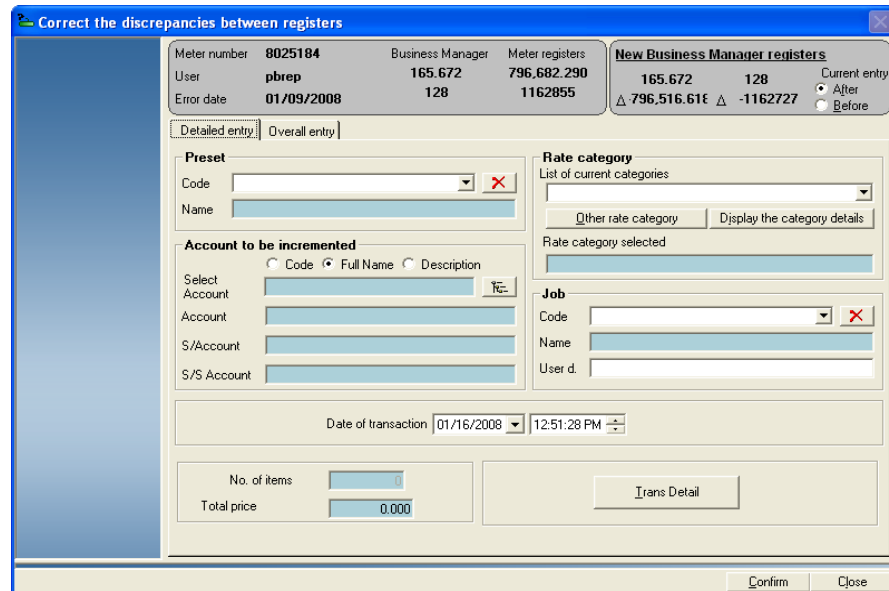 Correct the discrepancies between registers
Meter number 8025184 Business Manager Meter registers
User pbrep 165.672 796,682.290
Error date 01/09/2008 128 1162855
New Business Manager registers
165.672 128 Current entry
△ -796,516.618 △ -1162727 After
Before
Detailed entry Overall entry
Preset
Code
Name
Account to be incremented
Code Full Name Description
Select
Account
Account
S/Account
S/S Account
Rate category
List of current categories
Other rate category Display the category details
Rate category selected
Job
Code
Name
User d.
Date of transaction 01/16/2008 12:51:28 PM
No. of items 0
Total price 0.000
Trans Detail
Confirm Close